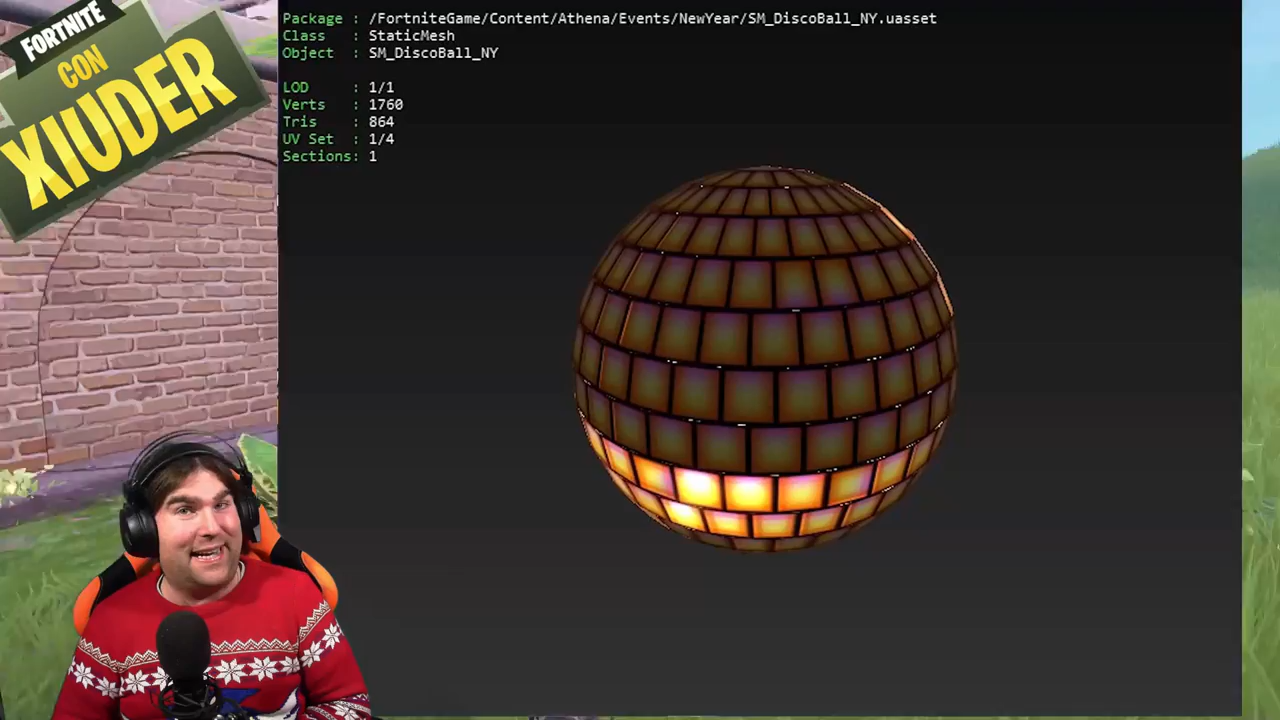 FORTNITE
CON
XIUDER
Package : /FortniteGame/Content/Athena/Events/NewYear/SM_DiscoBall_NY.uasset
Class : StaticMesh
Object : SM_DiscoBall_NY
LOD : 1/1
Verts : 1760
Tris : 864
UV Set : 1/4
Sections: 1